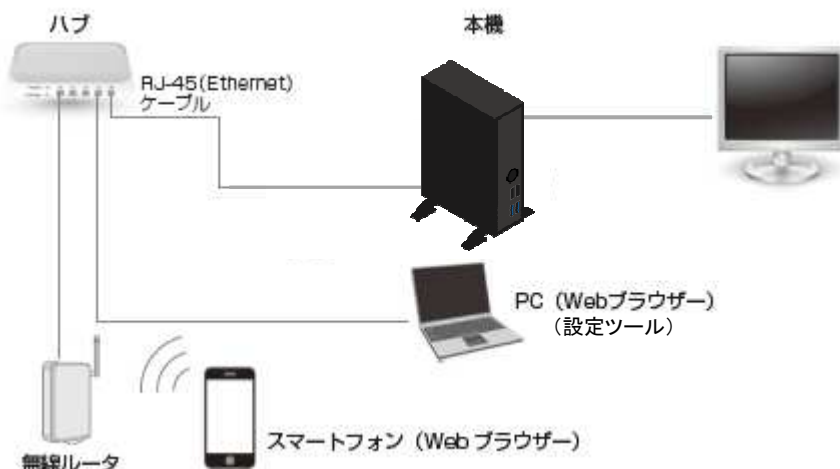 ハブ
本機
RJ-45(Ethernet)
ケーブル
PC（Webブラウザー）
（設定ツール）
スマートフォン（Web ブラウザー）
無線ルータ